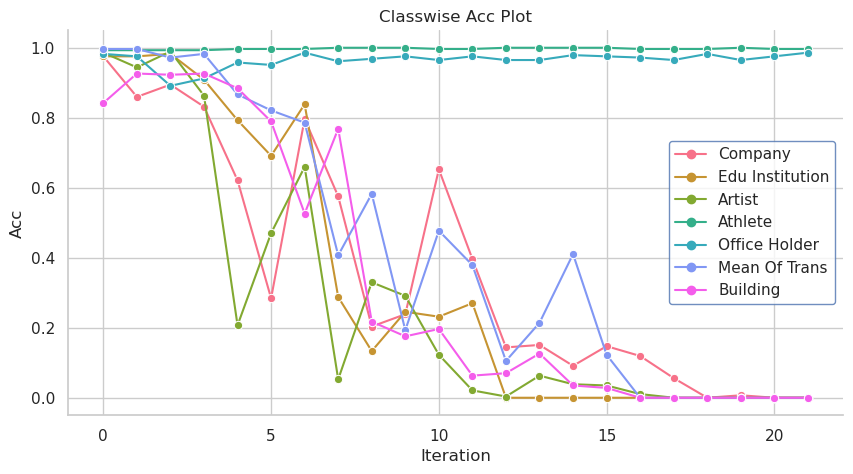 Classwise Acc Plot
1.0
0.8
0.6
0.4
0.2
0.0
Acc
Company
Edu Institution
Artist
Athlete
Office Holder
Mean Of Trans
Building
0 5 10 15 20
Iteration